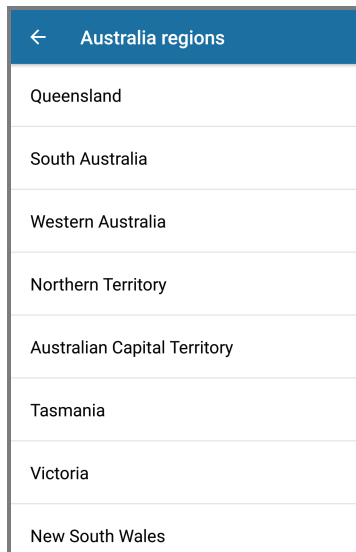 Australia regions
Queensland
South Australia
Western Australia
Northern Territory
Australian Capital Territory
Tasmania
Victoria
New South Wales